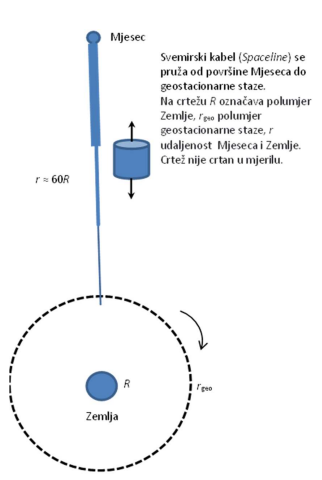 Mjesec
Svemirski kabel (Spaceline) se
pruža od površine Mjeseca do
geostacionarne staze.
Na crtežu R označava polumjer
Zemlje, rgeo polumjer
geostacionarne staze, r
udaljenost Mjeseca i Zemlje.
Crtež nije crtan u mjerilu.
r ≈ 60R
R
rgeo
Zemlja